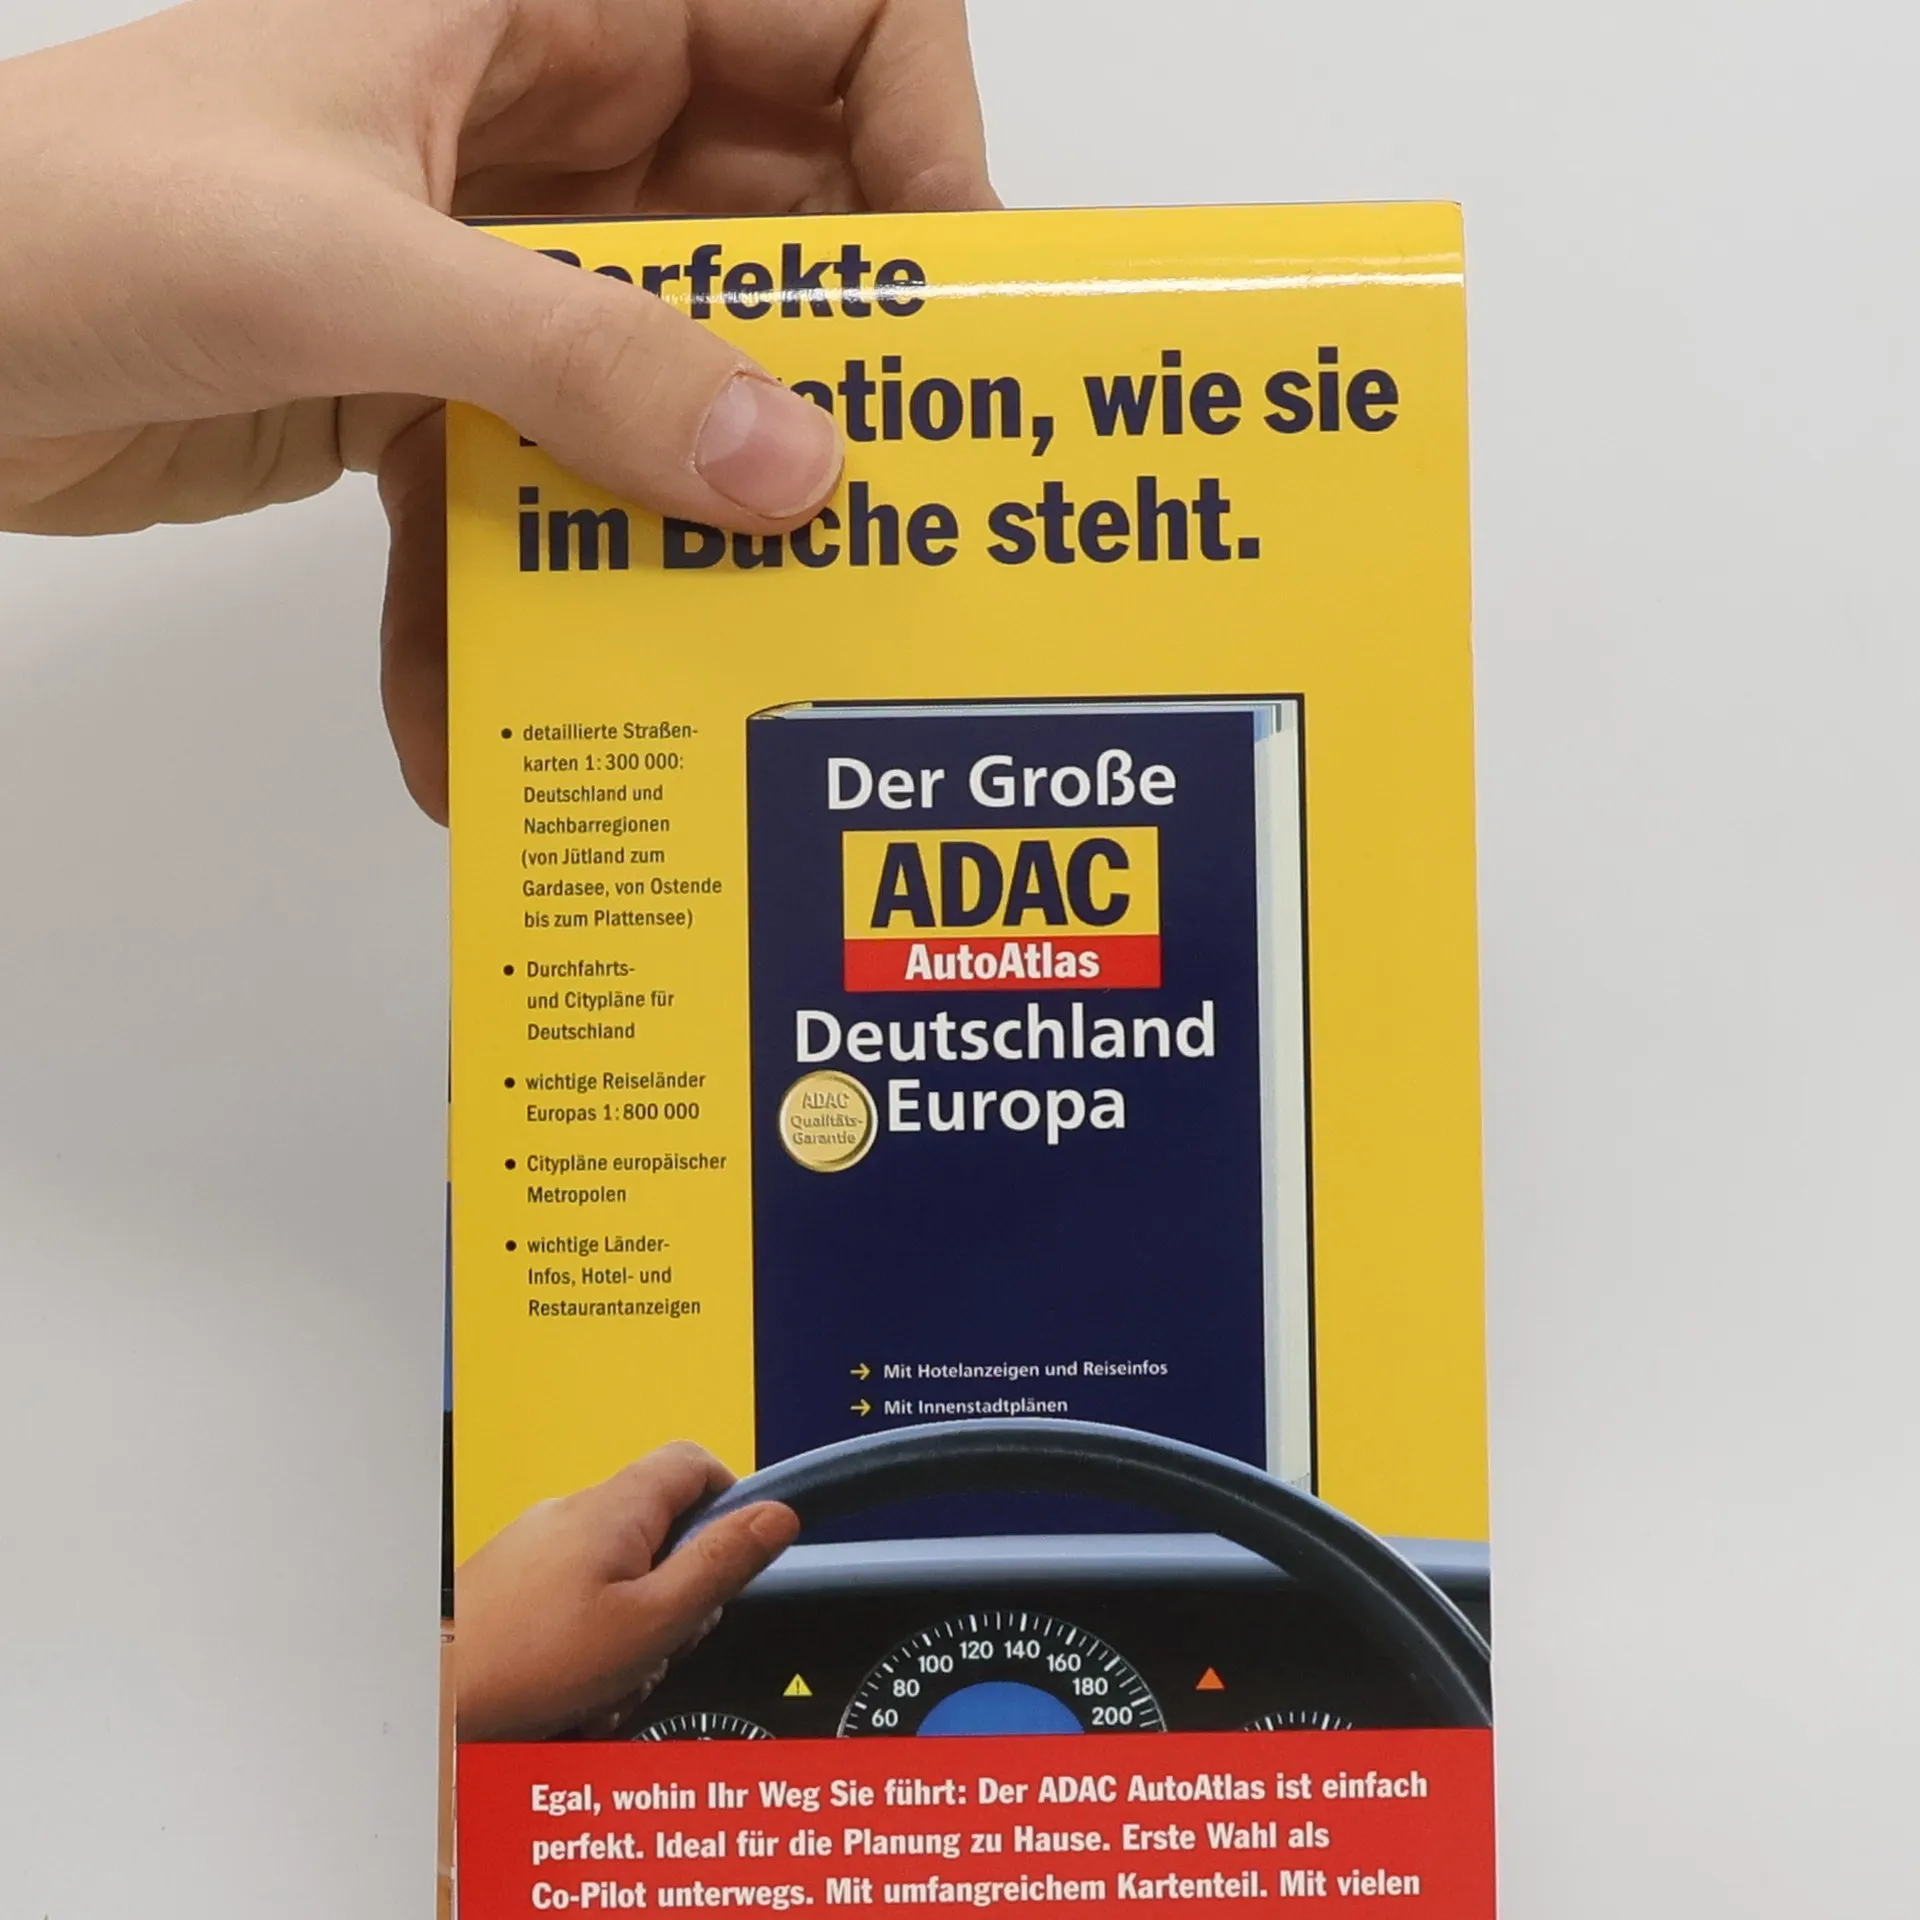 Perfekte
im Buche steht.
wie sie
detaillierte Straßen-
karten 1:300 000:
Deutschland und
Nachbarregionen
(von Jütland zum
Gardasee, von Ostende
bis zum Plattensee)
Durchfahrts-
und Citypläne für
Deutschland
wichtige Reiseländer
Europas 1:800 000
Citypläne europäischer
Metropolen
wichtige Länder-
Infos, Hotel- und
Restaurantanzeigen
Der Große
ADAC
AutoAtlas
Deutschland
Europa
ADAC
Qualitäts-
Garantie
Mit Hotelanzeigen und Reiseinfos
Mit Innenstadtplänen
60 80 100 120 140 160 180 200
Egal, wohin Ihr Weg Sie führt: Der ADAC AutoAtlas ist einfach
perfekt. Ideal für die Planung zu Hause. Erste Wahl als
Co-Pilot unterwegs. Mit umfangreichem Kartenteil. Mit vielen